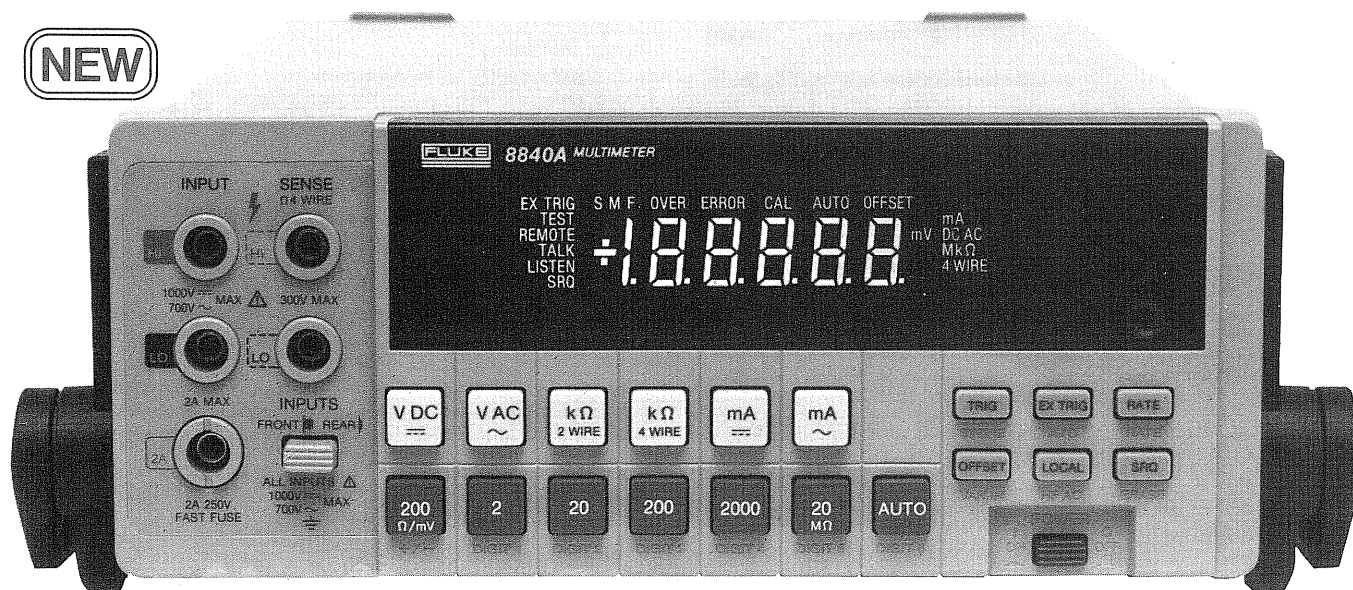 NEW
FLUKE 8840A MULTIMETER
INPUT SENSE
Ω 4 WIRE
HI HI
1000V ⎓
700V ~ MAX ⚠ 300V MAX
LO LO
2A MAX INPUTS
FRONT REAR
2A
2A 250V
FAST FUSE
ALL INPUTS ⚠
1000V ⎓
700V ~ MAX
EX TRIG S M F. OVER ERROR CAL AUTO OFFSET
TEST
REMOTE
TALK
LISTEN
SRQ
±1.8.8.8.8.8.
mV
mA
DC AC
MkΩ
4 WIRE
V DC V AC kΩ kΩ mA mA
⎓ ~ 2 WIRE 4 WIRE ⎓ ~
200 2 20 200 2000 20 AUTO
Ω/mV MΩ
TRIG EX TRIG RATE
OFFSET LOCAL SRQ
POWER